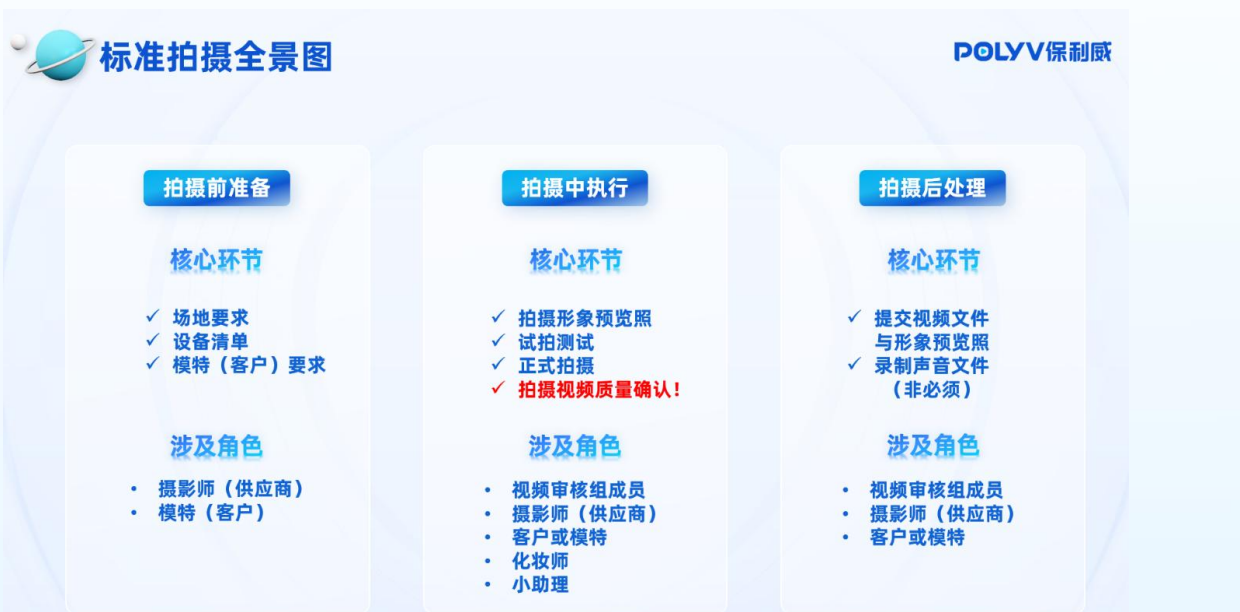 标准拍摄全景图
POLYV保利威
拍摄前准备
核心环节
✓ 场地要求
✓ 设备清单
✓ 模特（客户）要求
涉及角色
• 摄影师（供应商）
• 模特（客户）
拍摄中执行
核心环节
✓ 拍摄形象预览照
✓ 试拍测试
✓ 正式拍摄
✓ 拍摄视频质量确认！
涉及角色
• 视频审核组成员
• 摄影师（供应商）
• 客户或模特
• 化妆师
• 小助理
拍摄后处理
核心环节
✓ 提交视频文件
与形象预览照
✓ 录制声音文件
（非必须）
涉及角色
• 视频审核组成员
• 摄影师（供应商）
• 客户或模特